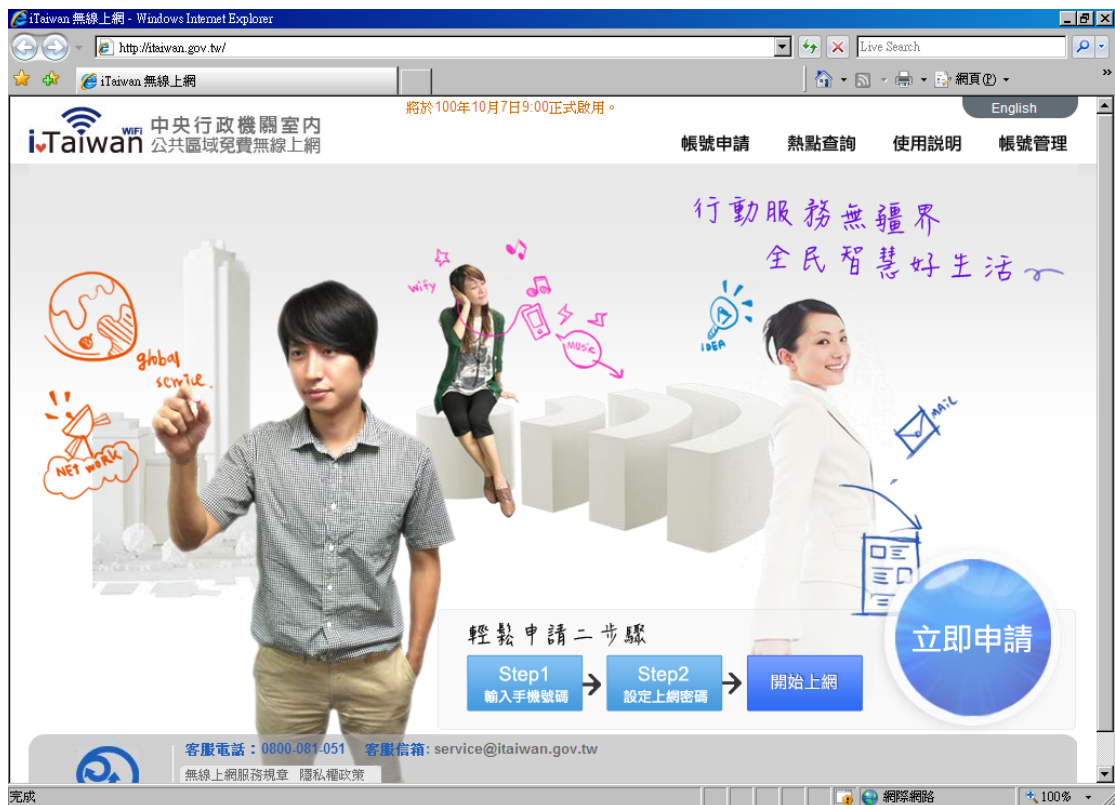 iTaiwan 無線上網 - Windows Internet Explorer
http://itaiwan.gov.tw/
Live Search
iTaiwan 無線上網
網頁(P)
將於100年10月7日9:00正式啟用。
English
i Taiwan WiFi
中央行政機關室內
公共區域免費無線上網
帳號申請 熱點查詢 使用說明 帳號管理
行動服務無疆界
全民智慧好生活
global
service.
NET WORK
wify
MUSic
IDEA
MAiL
輕鬆申請二步驟
Step1
輸入手機號碼
Step2
設定上網密碼
開始上網
立即申請
客服電話：0800-081-051 客服信箱: service@itaiwan.gov.tw
無線上網服務規章 隱私權政策
完成
網際網路
100%